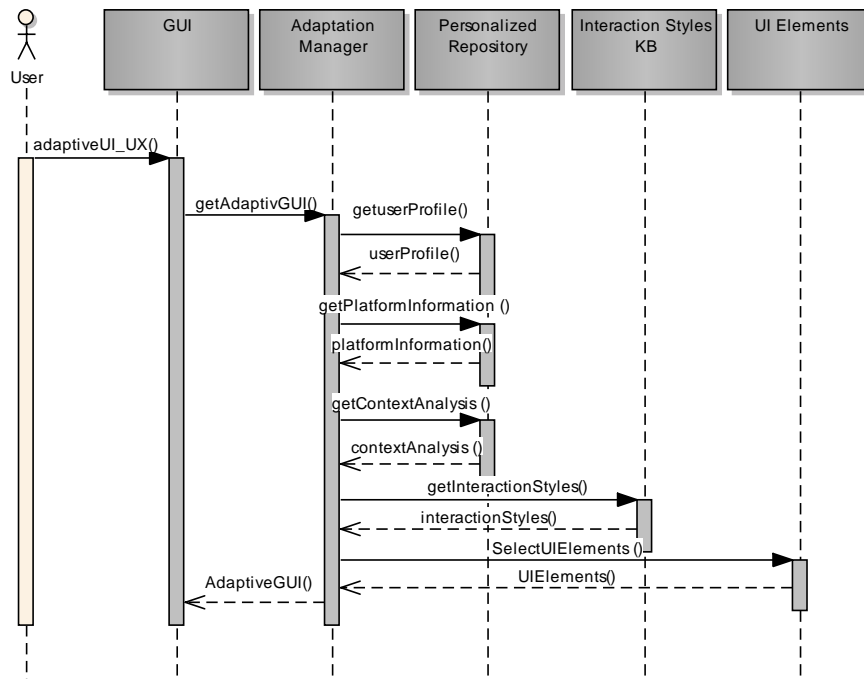 GUI
Adaptation
Manager
Personalized
Repository
Interaction Styles
KB
UI Elements
User
adaptiveUI_UX()
getAdaptivGUI()
getuserProfile()
userProfile()
getPlatformInformation ()
platformInformation()
getContextAnalysis ()
contextAnalysis ()
getInteractionStyles()
interactionStyles()
SelectUIElements ()
UIElements()
AdaptiveGUI()